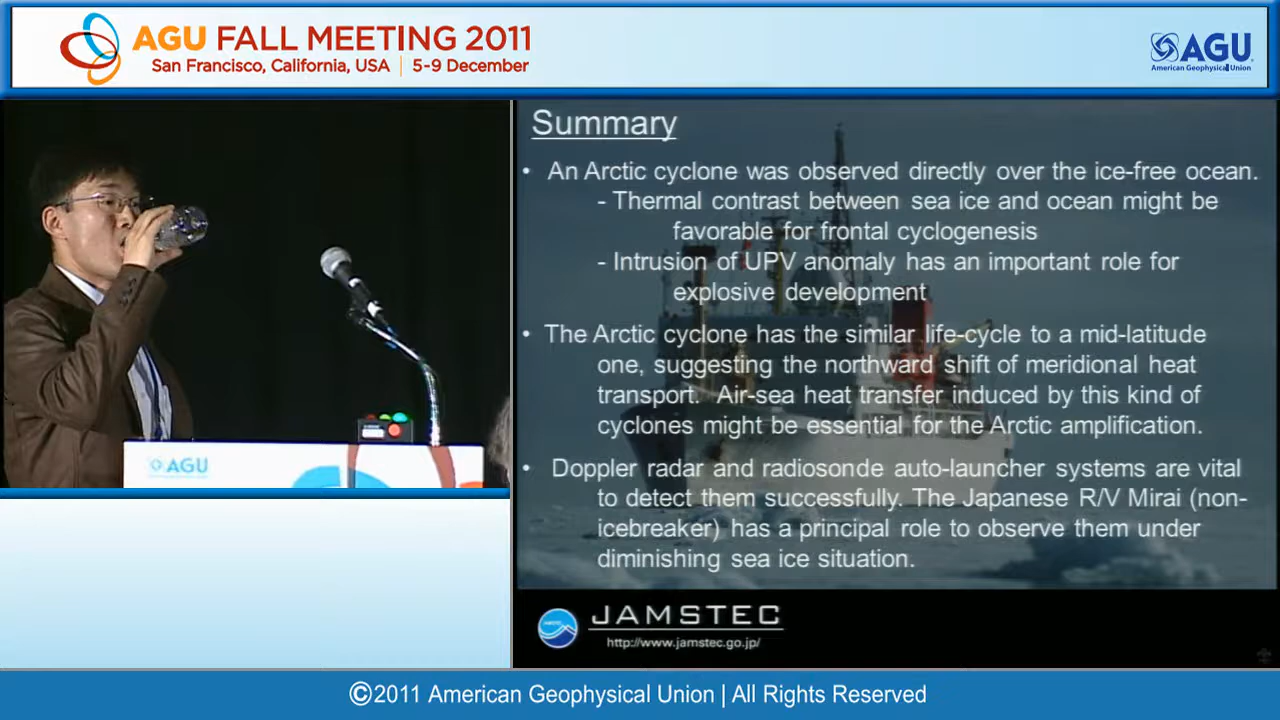 AGU FALL MEETING 2011
San Francisco, California, USA | 5-9 December
AGU
American Geophysical Union
Summary
• An Arctic cyclone was observed directly over the ice-free ocean.
- Thermal contrast between sea ice and ocean might be
favorable for frontal cyclogenesis
- Intrusion of UPV anomaly has an important role for
explosive development
• The Arctic cyclone has the similar life-cycle to a mid-latitude
one, suggesting the northward shift of meridional heat
transport. Air-sea heat transfer induced by this kind of
cyclones might be essential for the Arctic amplification.
• Doppler radar and radiosonde auto-launcher systems are vital
to detect them successfully. The Japanese R/V Mirai (non-
icebreaker) has a principal role to observe them under
diminishing sea ice situation.
AGU
JAMSTEC
http://www.jamstec.go.jp/
©2011 American Geophysical Union | All Rights Reserved